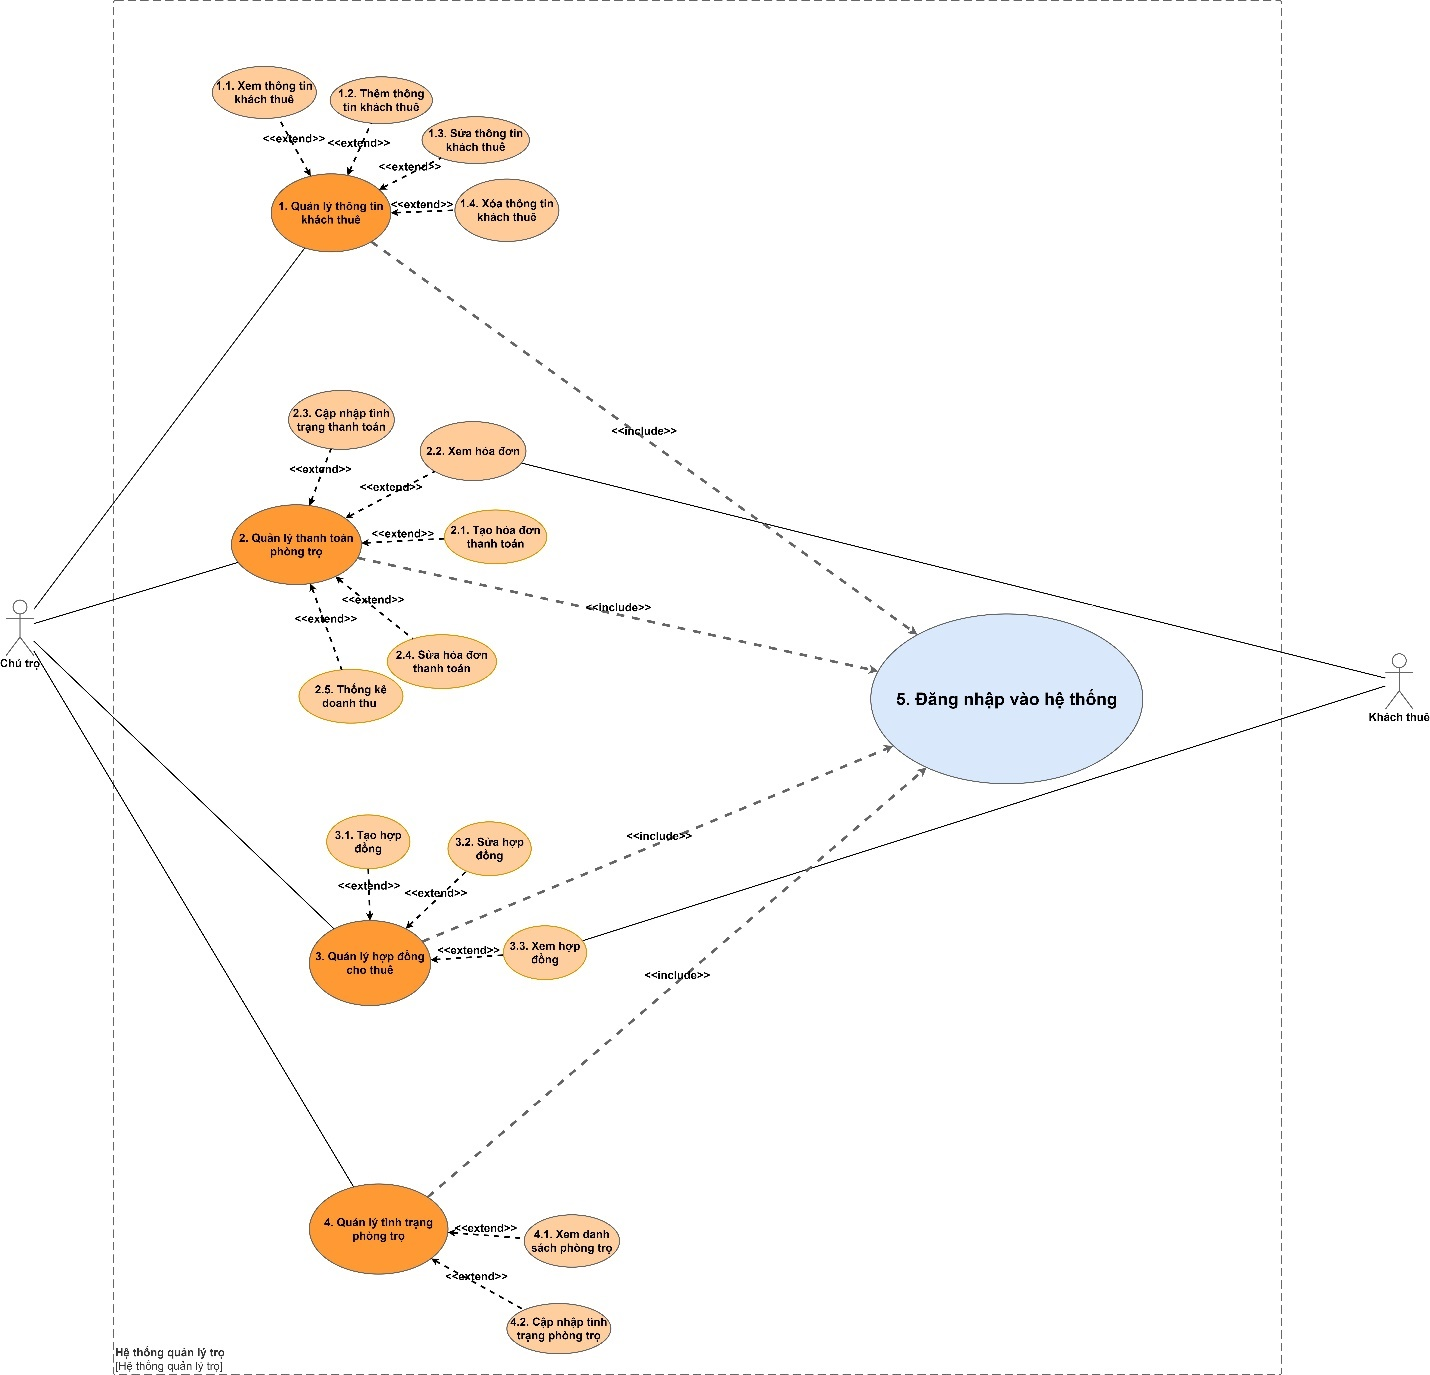 1.1. Xem thông tin
khách thuê
1.2. Thêm thông
tin khách thuê
<<extend>>
<<extend>>
1.3. Sửa thông tin
khách thuê
<<extend>>
1. Quản lý thông tin
khách thuê
<<extend>>
1.4. Xóa thông tin
khách thuê
<<include>>
2.3. Cập nhập tình
trạng thanh toán
2.2. Xem hóa đơn
<<extend>>
<<extend>>
2. Quản lý thanh toán
phòng trọ
<<extend>>
2.1. Tạo hóa đơn
thanh toán
<<include>>
<<extend>>
<<extend>>
2.4. Sửa hóa đơn
thanh toán
2.5. Thống kê
doanh thu
Chủ trọ
5. Đăng nhập vào hệ thống
Khách thuê
3.1. Tạo hợp
đồng
3.2. Sửa hợp
đồng
<<include>>
<<extend>>
<<extend>>
3. Quản lý hợp đồng
cho thuê
<<extend>>
3.3. Xem hợp
đồng
<<include>>
4. Quản lý tình trạng
phòng trọ
<<extend>>
4.1. Xem danh
sách phòng trọ
<<extend>>
4.2. Cập nhập tình
trạng phòng trọ
Hệ thống quản lý trọ
[Hệ thống quản lý trọ]